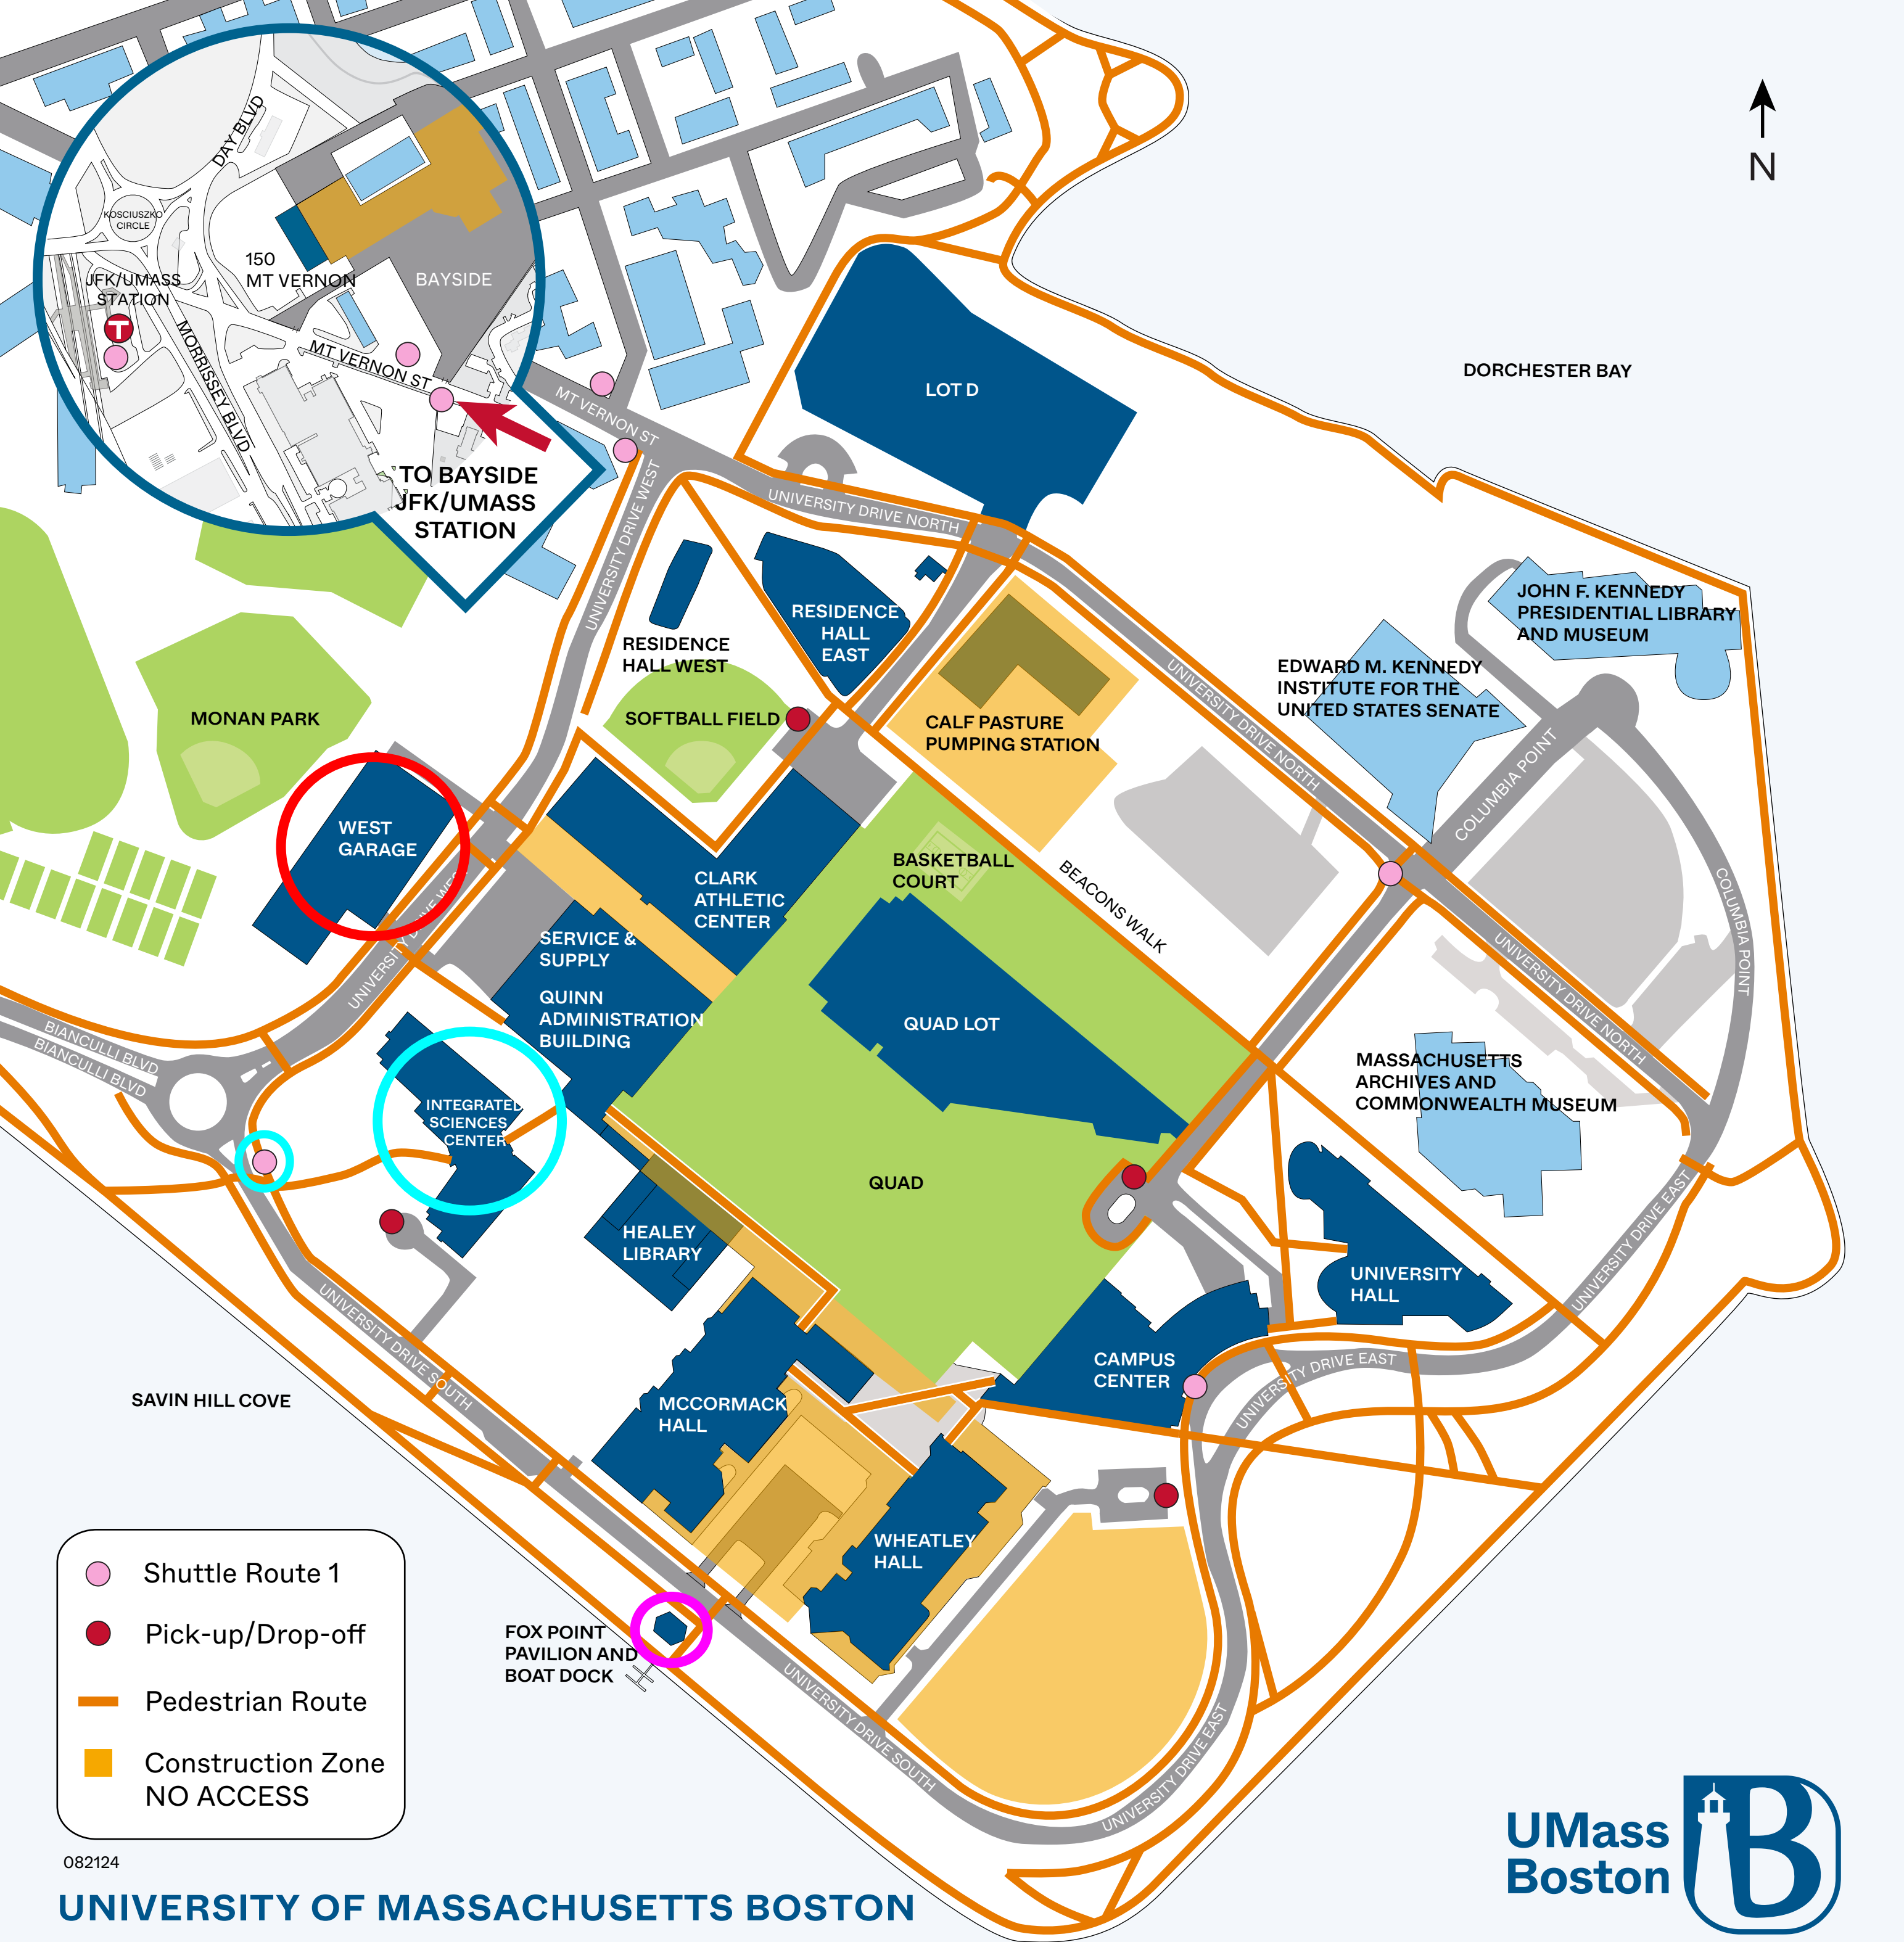 DAY BLVD
KOSCIUSZKO
CIRCLE
150
MT VERNON
BAYSIDE
JFK/UMASS
STATION
T
MORRISSEY BLVD
MT VERNON ST
TO BAYSIDE
JFK/UMASS
STATION
N
DORCHESTER BAY
LOT D
MT VERNON ST
UNIVERSITY DRIVE WEST
UNIVERSITY DRIVE NORTH
RESIDENCE
HALL WEST
RESIDENCE
HALL
EAST
SOFTBALL FIELD
MONAN PARK
CALF PASTURE
PUMPING STATION
UNIVERSITY DRIVE NORTH
JOHN F. KENNEDY
PRESIDENTIAL LIBRARY
AND MUSEUM
EDWARD M. KENNEDY
INSTITUTE FOR THE
UNITED STATES SENATE
COLUMBIA POINT
COLUMBIA POINT
WEST
GARAGE
CLARK
ATHLETIC
CENTER
BASKETBALL
COURT
BEACONS WALK
UNIVERSITY DRIVE WEST
SERVICE &
SUPPLY
QUINN
ADMINISTRATION
BUILDING
QUAD LOT
UNIVERSITY DRIVE NORTH
MASSACHUSETTS
ARCHIVES AND
COMMONWEALTH MUSEUM
BIANCULLI BLVD
BIANCULLI BLVD
INTEGRATED
SCIENCES
CENTER
QUAD
HEALEY
LIBRARY
UNIVERSITY
HALL
UNIVERSITY DRIVE EAST
UNIVERSITY DRIVE SOUTH
CAMPUS
CENTER
UNIVERSITY DRIVE EAST
SAVIN HILL COVE
MCCORMACK
HALL
WHEATLEY
HALL
FOX POINT
PAVILION AND
BOAT DOCK
UNIVERSITY DRIVE SOUTH
UNIVERSITY DRIVE EAST
Shuttle Route 1
Pick-up/Drop-off
Pedestrian Route
Construction Zone
NO ACCESS
082124
UNIVERSITY OF MASSACHUSETTS BOSTON
UMass
Boston
B